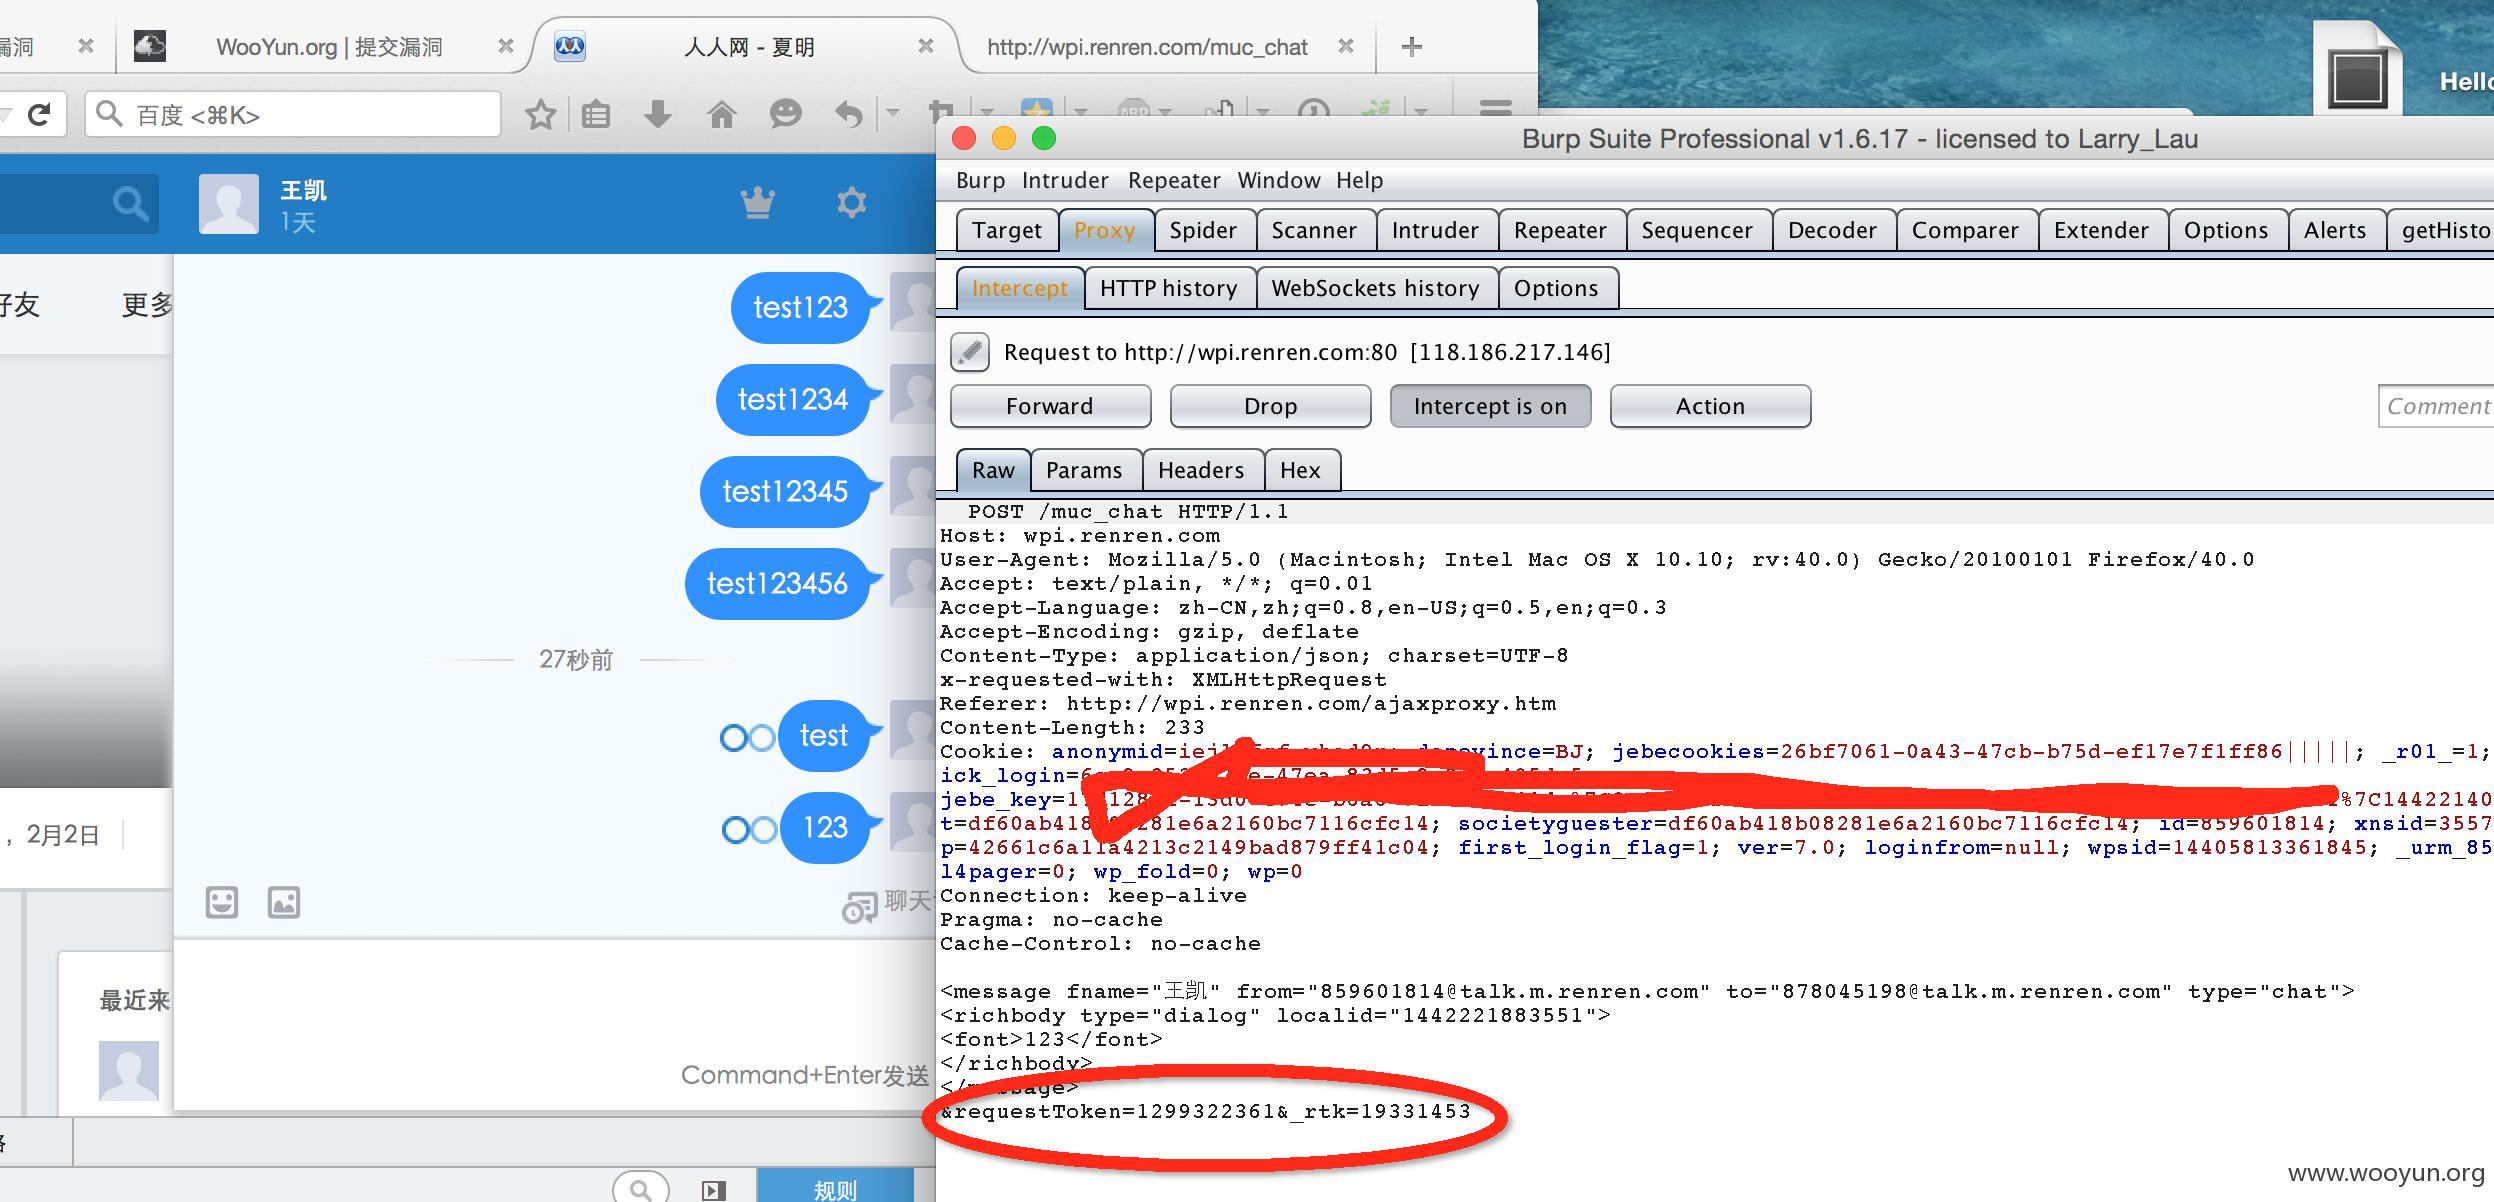 漏洞
WooYun.org | 提交漏洞
人人网 - 夏明
http://wpi.renren.com/muc_chat
Hello
百度 <⌘K>
王凯
1天
好友
更多
test123
test1234
test12345
test123456
27秒前
test
123
，2月2日
聊天
最近来
Command+Enter发送
规则
Burp Suite Professional v1.6.17 - licensed to Larry_Lau
Burp Intruder Repeater Window Help
Target Proxy Spider Scanner Intruder Repeater Sequencer Decoder Comparer Extender Options Alerts getHisto
Intercept HTTP history WebSockets history Options
Request to http://wpi.renren.com:80 [118.186.217.146]
Forward Drop Intercept is on Action Comment
Raw Params Headers Hex
POST /muc_chat HTTP/1.1
Host: wpi.renren.com
User-Agent: Mozilla/5.0 (Macintosh; Intel Mac OS X 10.10; rv:40.0) Gecko/20100101 Firefox/40.0
Accept: text/plain, */*; q=0.01
Accept-Language: zh-CN,zh;q=0.8,en-US;q=0.5,en;q=0.3
Accept-Encoding: gzip, deflate
Content-Type: application/json; charset=UTF-8
x-requested-with: XMLHttpRequest
Referer: http://wpi.renren.com/ajaxproxy.htm
Content-Length: 233
Cookie: =BJ; jebecookies=26bf7061-0a43-47cb-b75d-ef17e7f1ff86|||||; _r01_=1;
ick_login=
jebe_key= %7C14422140
societyguester=df60ab418b08281e6a2160bc7116cfc14; id=859601814; xnsid=3557
p=42661c6a11a4213c2149bad879ff41c04; first_login_flag=1; ver=7.0; loginfrom=null; wpsid=14405813361845; _urm_85
l4pager=0; wp_fold=0; wp=0
Connection: keep-alive
Pragma: no-cache
Cache-Control: no-cache
<message fname="王凯" from="859601814@talk.m.renren.com" to="878045198@talk.m.renren.com" type="chat">
<richbody type="dialog" localid="1442221883551">
<font>123</font>
</richbody>
</message>
&requestToken=1299322361&_rtk=19331453
www.wooyun.org